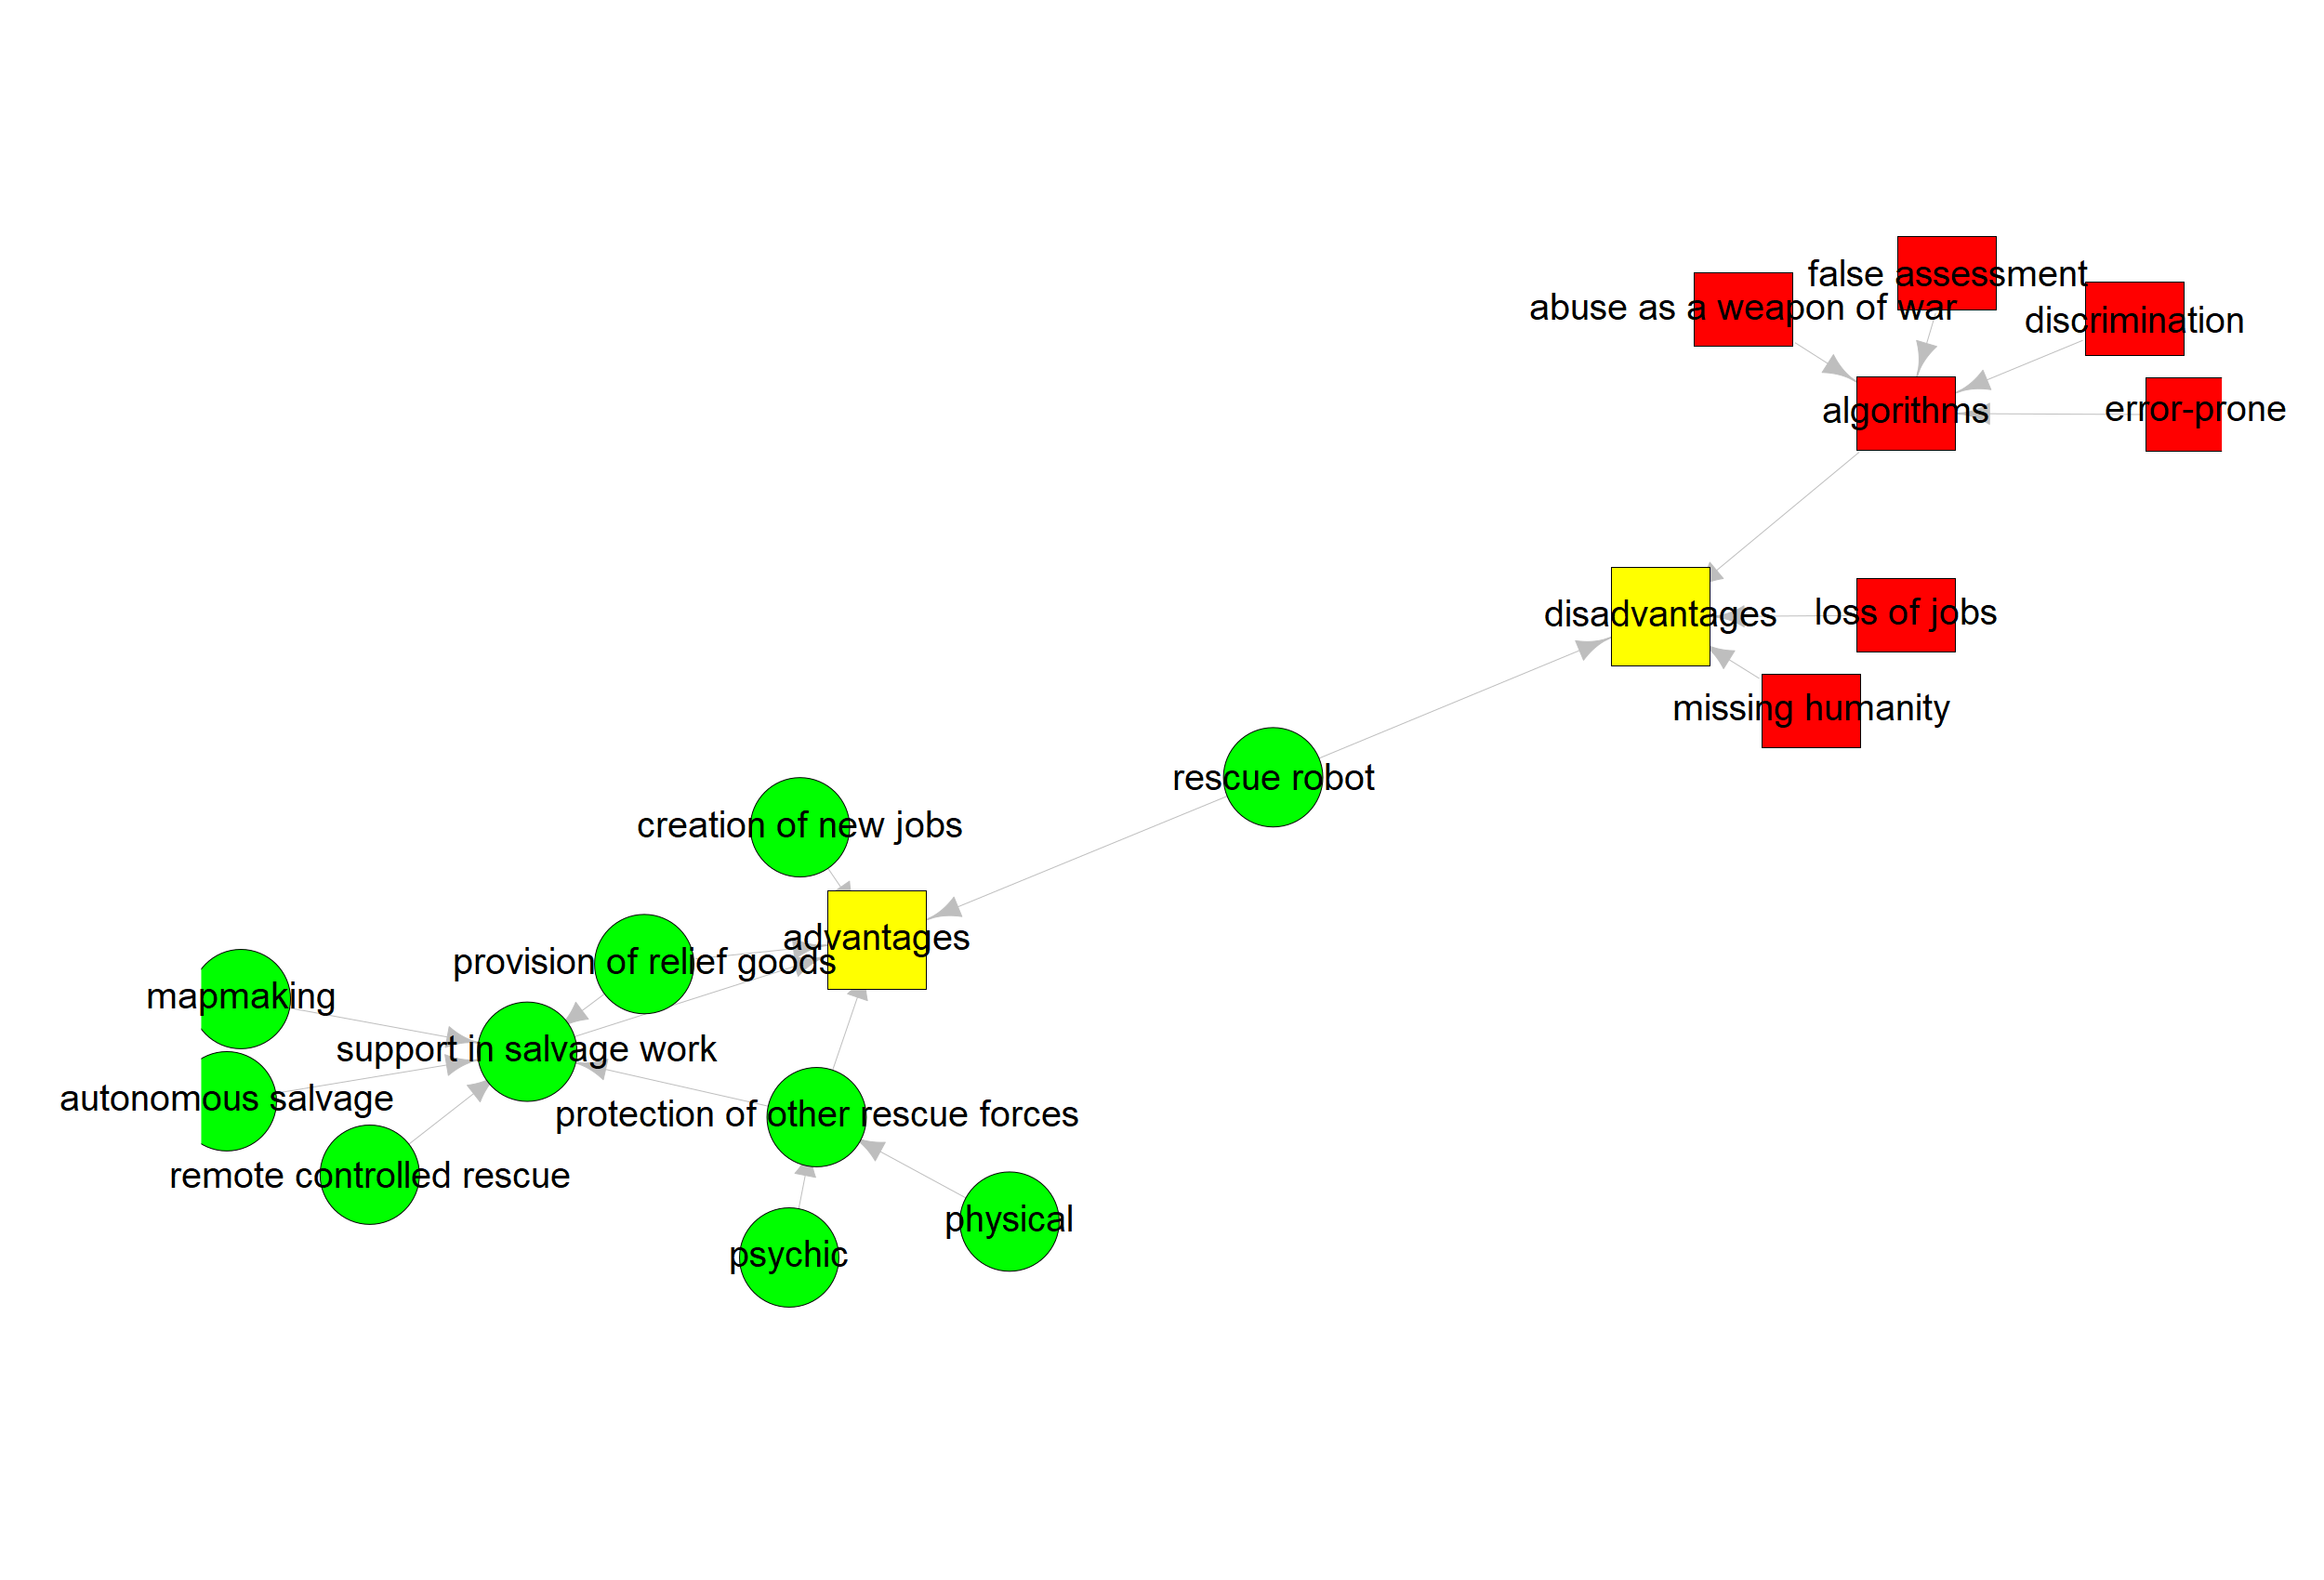 false assessment
abuse as a weapon of war
discrimination
algorithms
error-prone
disadvantages
loss of jobs
missing humanity
rescue robot
creation of new jobs
advantages
provision of relief goods
mapmaking
support in salvage work
autonomous salvage
protection of other rescue forces
remote controlled rescue
physical
psychic